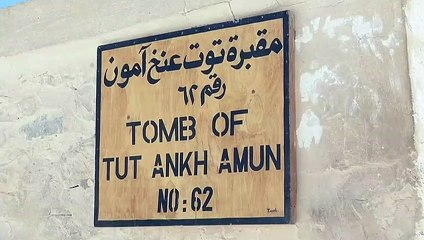 مقبرة توت عنخ آمون
رقم ٦٢
TOMB OF
TUT ANKH AMUN
NO: 62